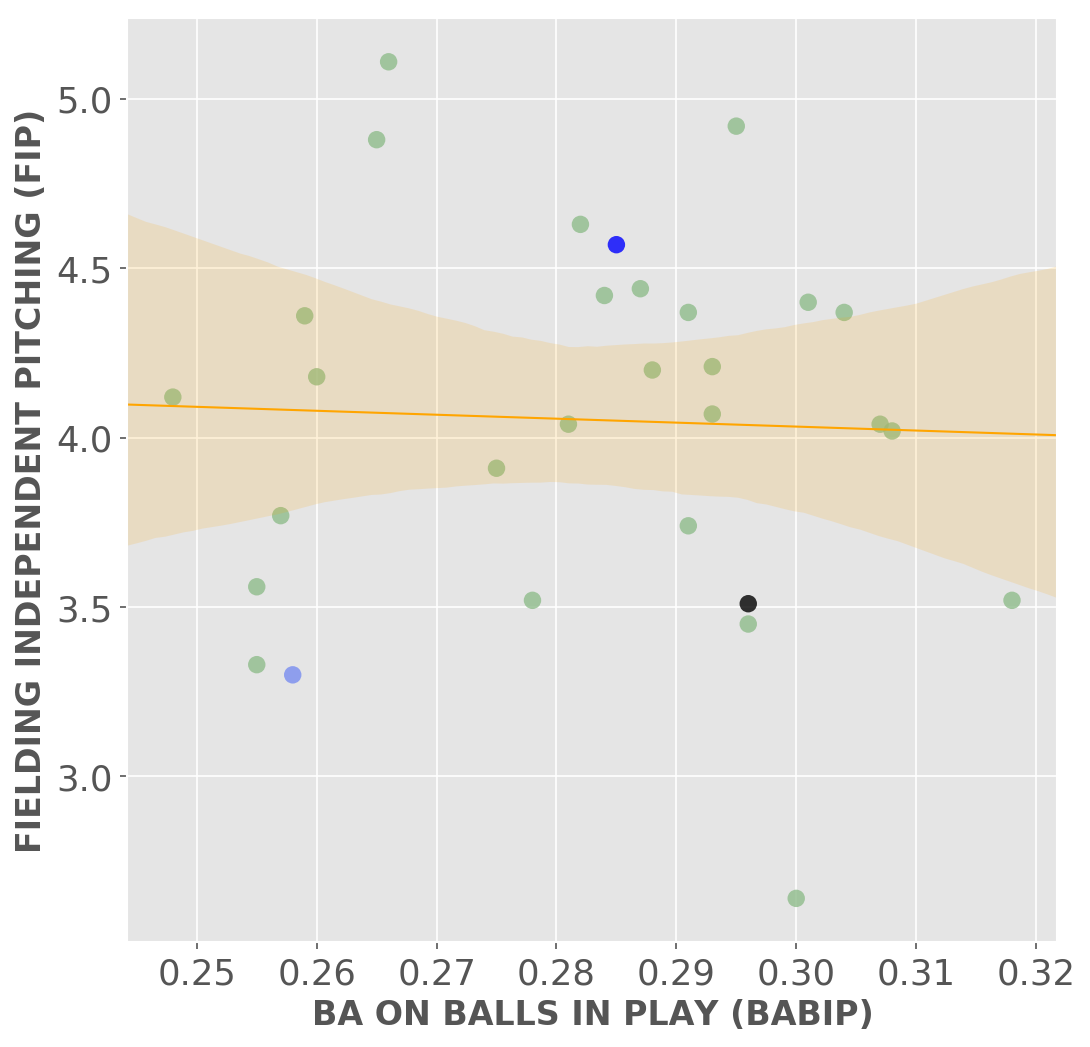 FIELDING INDEPENDENT PITCHING (FIP)
5.0
4.5
4.0
3.5
3.0
0.25 0.26 0.27 0.28 0.29 0.30 0.31 0.32
BA ON BALLS IN PLAY (BABIP)